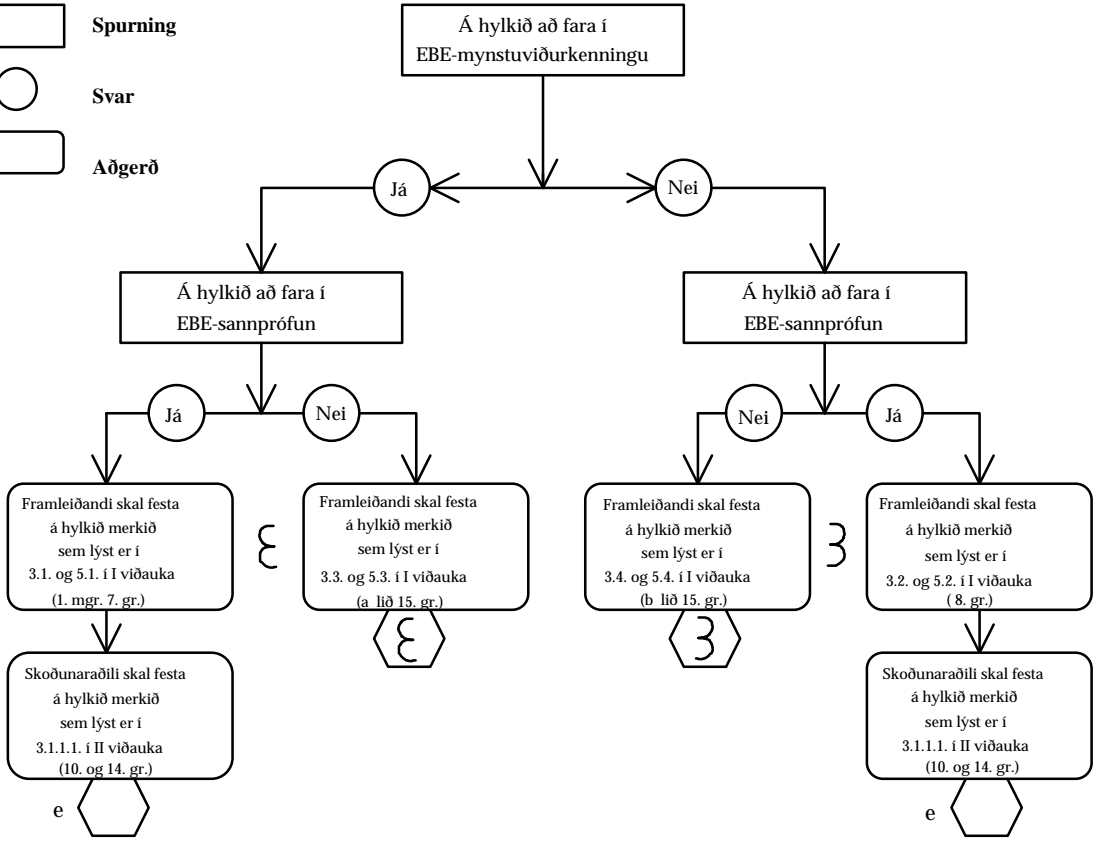 Spurning
Svar
Aðgerð
Á hylkið að fara í
EBE-mynstuviðurkenningu
Já
Nei
Á hylkið að fara í
EBE-sannprófun
Á hylkið að fara í
EBE-sannprófun
Já
Nei
Nei
Já
Framleiðandi skal festa
á hylkið merkið
sem lýst er í
3.1. og 5.1. í I viðauka
(1. mgr. 7. gr.)
Ɛ
Framleiðandi skal festa
á hylkið merkið
sem lýst er í
3.3. og 5.3. í I viðauka
(a lið 15. gr.)
Ɛ
Framleiðandi skal festa
á hylkið merkið
sem lýst er í
3.4. og 5.4. í I viðauka
(b lið 15. gr.)
3
3
Framleiðandi skal festa
á hylkið merkið
sem lýst er í
3.2. og 5.2. í I viðauka
( 8. gr.)
Skoðunaraðili skal festa
á hylkið merkið
sem lýst er í
3.1.1.1. í II viðauka
(10. og 14. gr.)
e
Skoðunaraðili skal festa
á hylkið merkið
sem lýst er í
3.1.1.1. í II viðauka
(10. og 14. gr.)
e